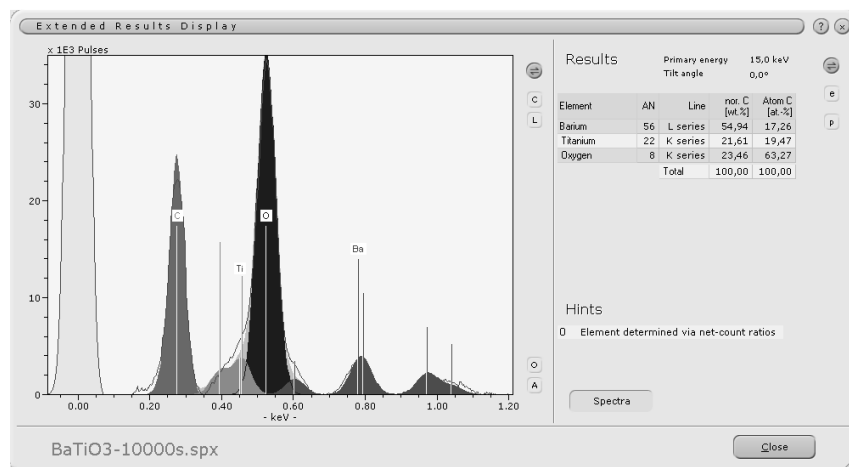 Extended Results Display
? ×
x 1E3 Pulses
30
20
10
0
0.00 0.20 0.40 0.60 0.80 1.00 1.20
- keV -
C
Ti
O
Ba
C
L
O
A
Results
Primary energy 15,0 keV
Tilt angle 0,0°
Element AN Line nor. C [wt.%] Atom C [at.-%]
Barium 56 L series 54,94 17,26
Titanium 22 K series 21,61 19,47
Oxygen 8 K series 23,46 63,27
Total 100,00 100,00
e
p
Hints
O Element determined via net-count ratios
Spectra
BaTiO3-10000s.spx
Close